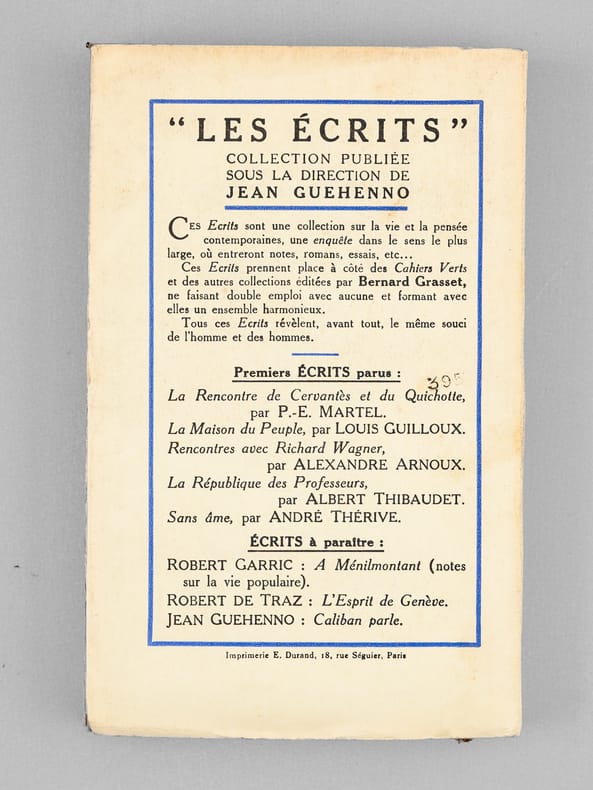 “LES ÉCRITS”
COLLECTION PUBLIÉE
SOUS LA DIRECTION DE
JEAN GUEHENNO
CES Ecrits sont une collection sur la vie et la pensée
contemporaines, une enquête dans le sens le plus
large, où entreront notes, romans, essais, etc...
Ces Ecrits prennent place à côté des Cahiers Verts
et des autres collections éditées par Bernard Grasset,
ne faisant double emploi avec aucune et formant avec
elles un ensemble harmonieux.
Tous ces Ecrits révèlent, avant tout, le même souci
de l'homme et des hommes.
Premiers ÉCRITS parus :
La Rencontre de Cervantès et du Quichotte,
par P.-E. MARTEL.
La Maison du Peuple, par LOUIS GUILLOUX.
Rencontres avec Richard Wagner,
par ALEXANDRE ARNOUX.
La République des Professeurs,
par ALBERT THIBAUDET.
Sans âme, par ANDRÉ THÉRIVE.
ÉCRITS à paraître :
ROBERT GARRIC : A Ménilmontant (notes
sur la vie populaire).
ROBERT DE TRAZ : L'Esprit de Genève.
JEAN GUEHENNO : Caliban parle.
Imprimerie E. Durand, 18, rue Séguier, Paris